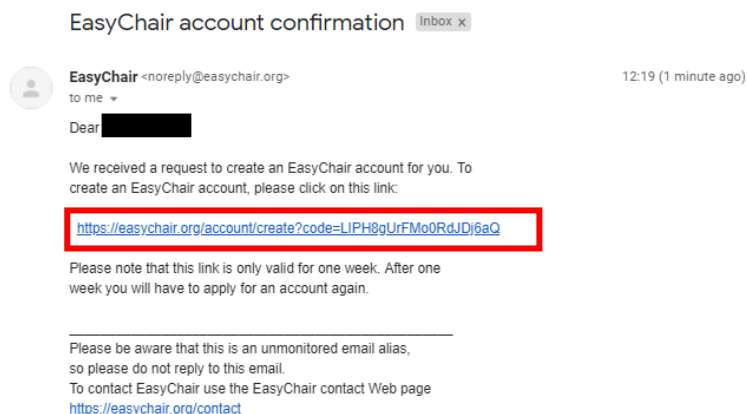 EasyChair account confirmation Inbox x
EasyChair <noreply@easychair.org> 12:19 (1 minute ago)
to me
Dear
We received a request to create an EasyChair account for you. To
create an EasyChair account, please click on this link:
https://easychair.org/account/create?code=LIPH8gUrFMo0RdJDj6aQ
Please note that this link is only valid for one week. After one
week you will have to apply for an account again.
Please be aware that this is an unmonitored email alias,
so please do not reply to this email.
To contact EasyChair use the EasyChair contact Web page
https://easychair.org/contact